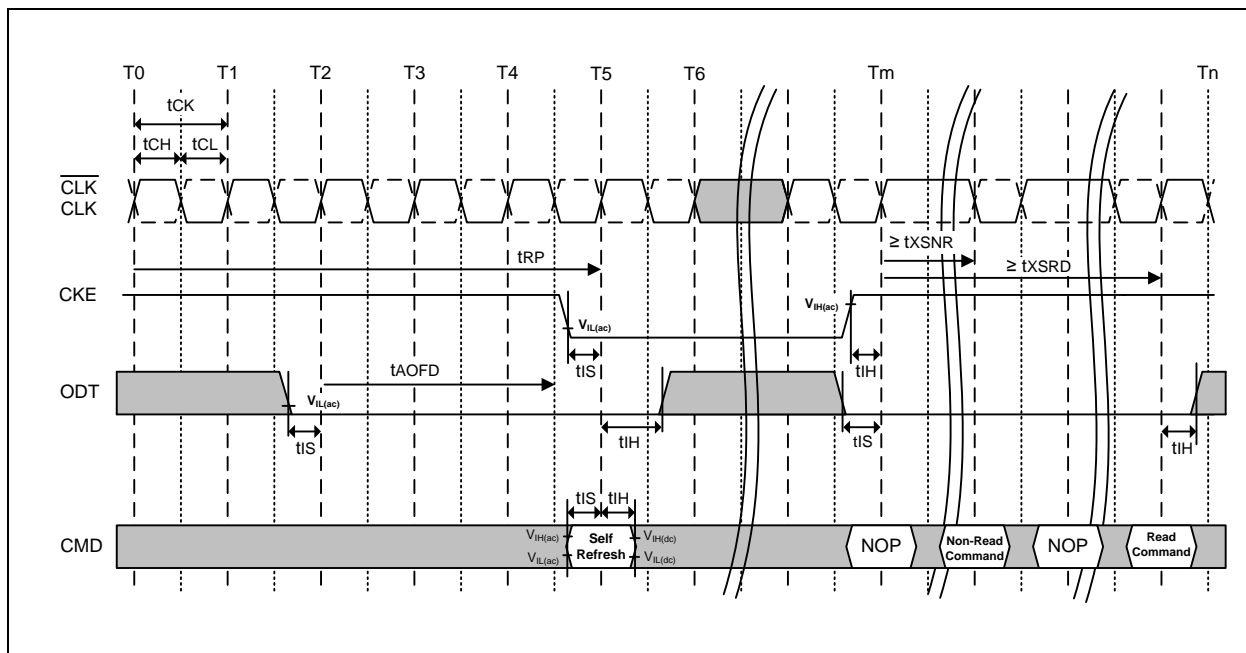 T0 T1 T2 T3 T4 T5 T6 Tm Tn
tCK
tCH tCL
CLK
CLK
≥ tXSNR
tRP
≥ tXSRD
CKE
VIH(ac)
VIL(ac)
tIS
tIH
tAOFD
ODT
VIL(ac)
tIS
tIH
tIS
tIH
tIS tIH
CMD
VIH(ac)
VIL(ac)
Self
Refresh
VIH(dc)
VIL(dc)
NOP
Non-Read
Command
NOP
Read
Command